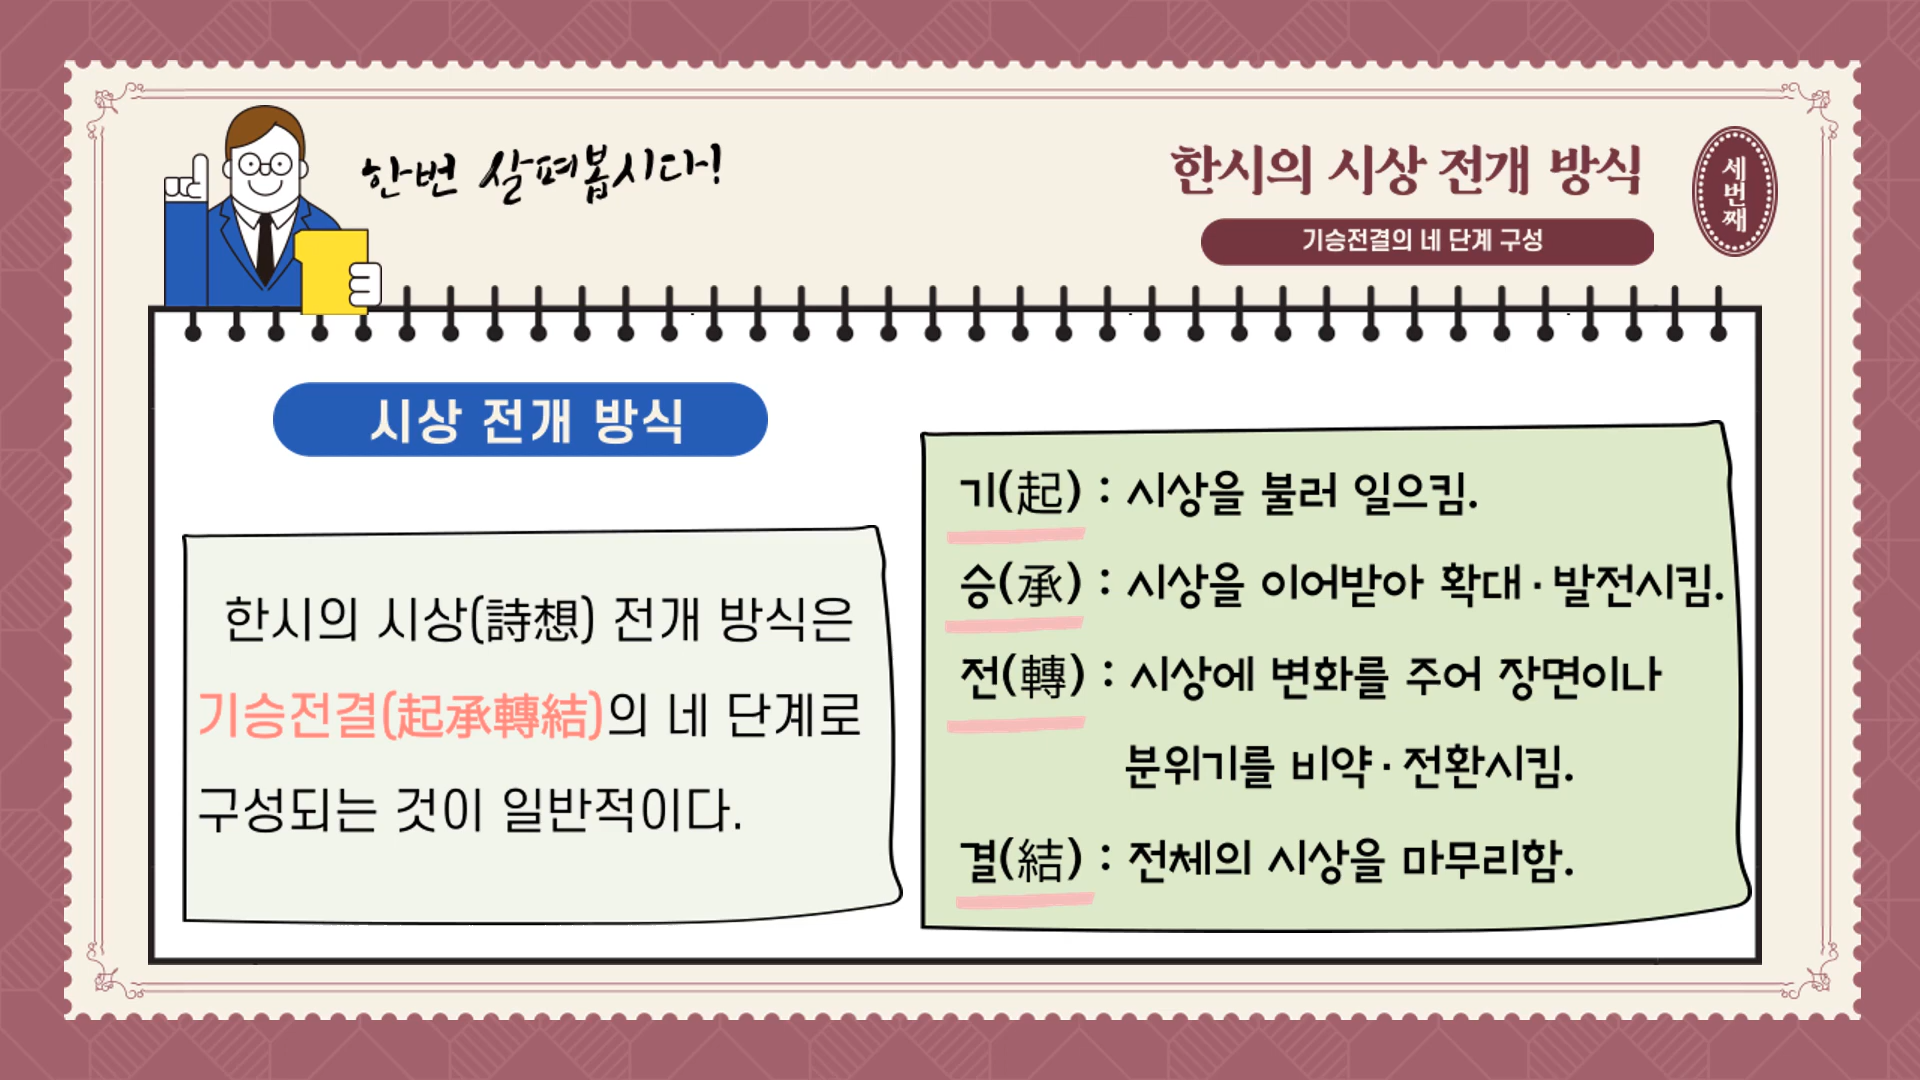 한번 살펴봅시다!
한시의 시상 전개 방식
세번째
기승전결의 네 단계 구성
시상 전개 방식
한시의 시상(詩想) 전개 방식은
기승전결(起承轉結)의 네 단계로
구성되는 것이 일반적이다.
기(起) : 시상을 불러 일으킴.
승(承) : 시상을 이어받아 확대·발전시킴.
전(轉) : 시상에 변화를 주어 장면이나
분위기를 비약·전환시킴.
결(結) : 전체의 시상을 마무리함.